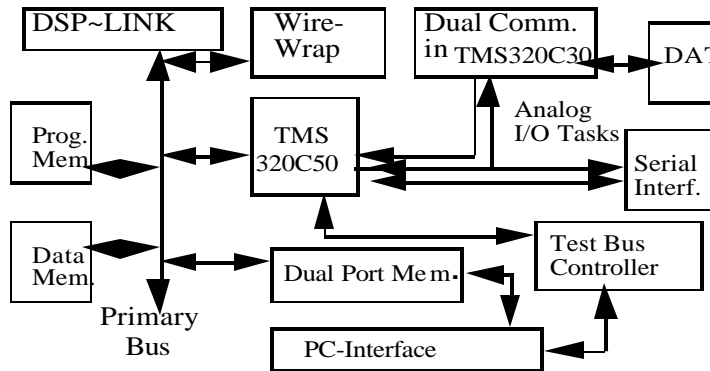 DSP~LINK
Wire-
Wrap
Dual Comm.
in TMS320C30
DAT
Prog.
Mem.
TMS
320C50
Analog
I/O Tasks
Serial
Interf.
Data
Mem.
Dual Port Mem.
Test Bus
Controller
Primary
Bus
PC-Interface